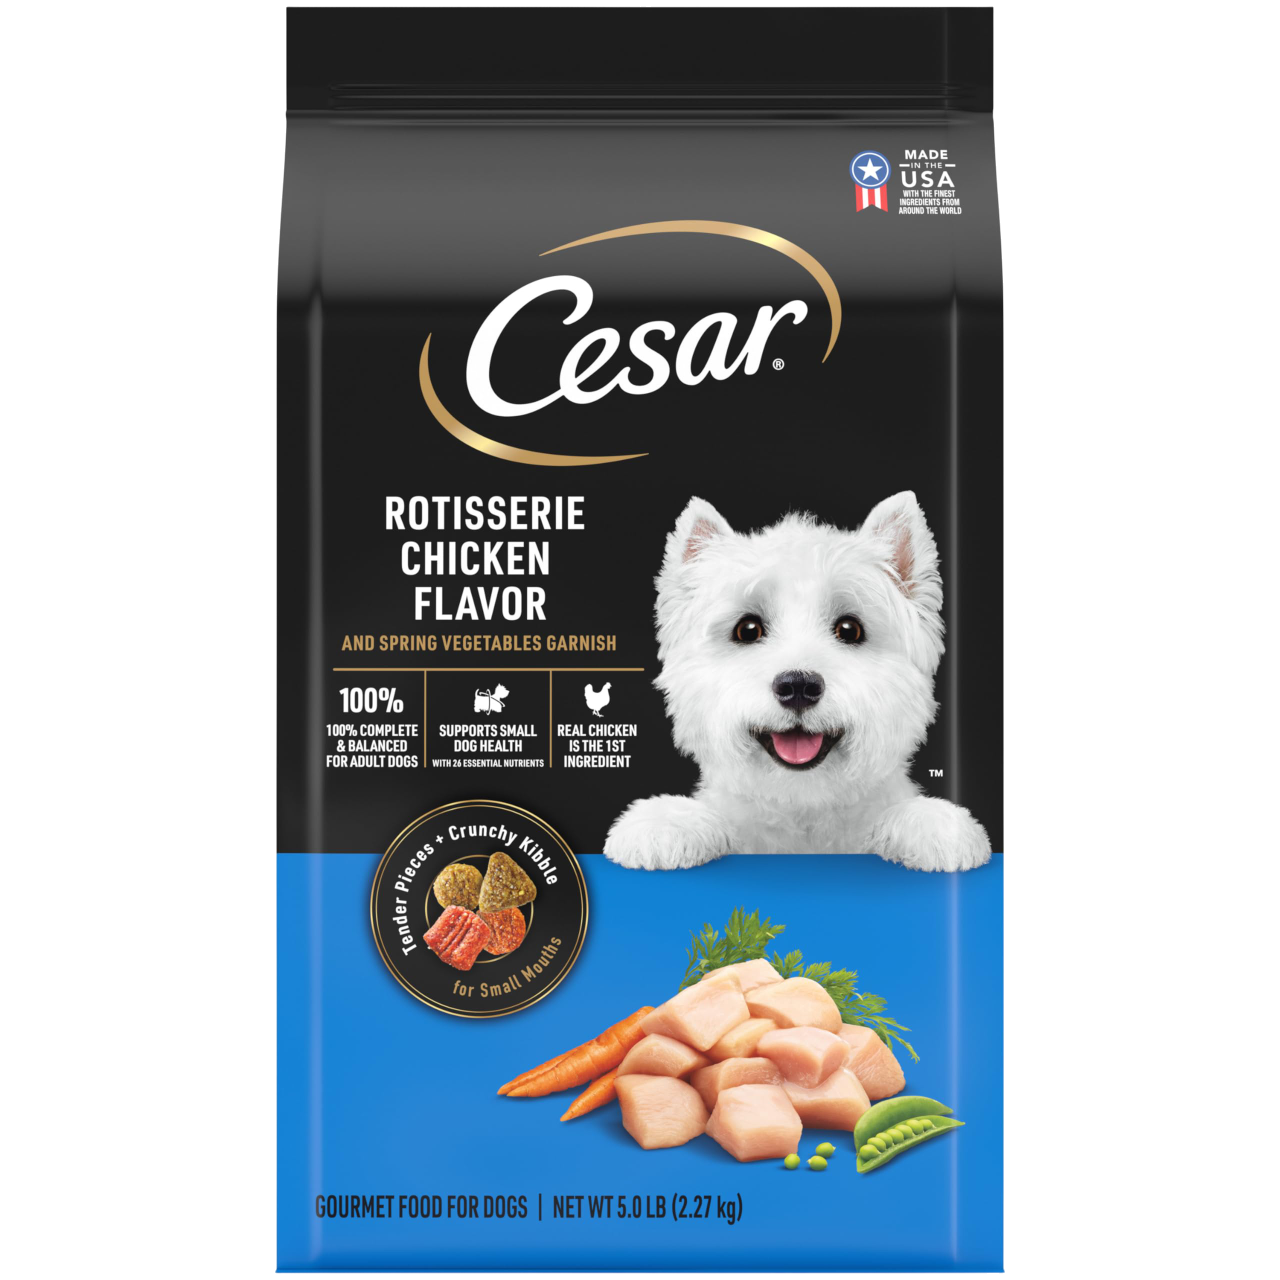 MADE
IN THE
USA
WITH THE FINEST
INGREDIENTS FROM
AROUND THE WORLD
Cesar®
ROTISSERIE
CHICKEN
FLAVOR
AND SPRING VEGETABLES GARNISH
100%
100% COMPLETE
& BALANCED
FOR ADULT DOGS
SUPPORTS SMALL
DOG HEALTH
WITH 26 ESSENTIAL NUTRIENTS
REAL CHICKEN
IS THE 1ST
INGREDIENT
TM
Tender Pieces + Crunchy Kibble
for Small Mouths
GOURMET FOOD FOR DOGS | NET WT 5.0 LB (2.27 kg)